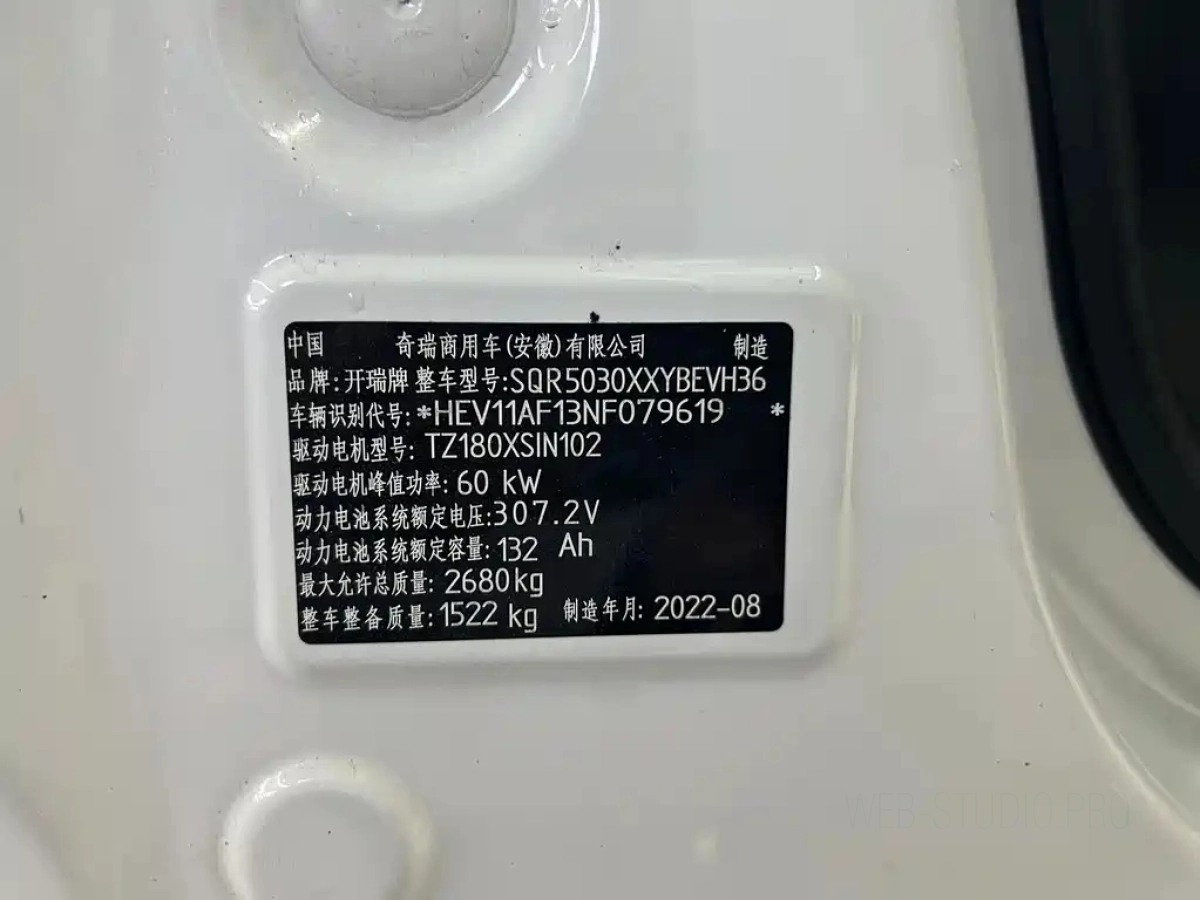 中国 奇瑞商用车(安徽)有限公司 制造
品牌:开瑞牌 整车型号:SQR5030XXYBEVH36
车辆识别代号:*HEV11AF13NF079619 *
驱动电机型号: TZ180XSIN102
驱动电机峰值功率: 60 kW
动力电池系统额定电压:307.2V
动力电池系统额定容量: 132 Ah
最大允许总质量: 2680kg
整车整备质量:1522 kg 制造年月: 2022-08
WEB-STUDIO PRO